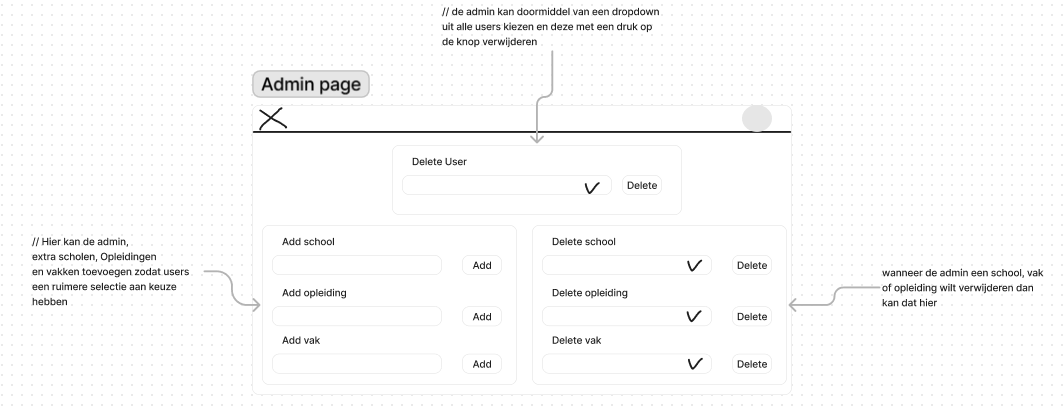 // de admin kan doormiddel van een dropdown
uit alle users kiezen en deze met een druk op
de knop verwijderen
Admin page
Delete User
Delete
// Hier kan de admin,
extra scholen, Opleidingen
en vakken toevoegen zodat users
een ruimere selectie aan keuze
hebben
Add school
Add
Add opleiding
Add
Add vak
Add
Delete school
Delete
Delete opleiding
Delete
Delete vak
Delete
wanneer de admin een school, vak
of opleiding wilt verwijderen dan
kan dat hier